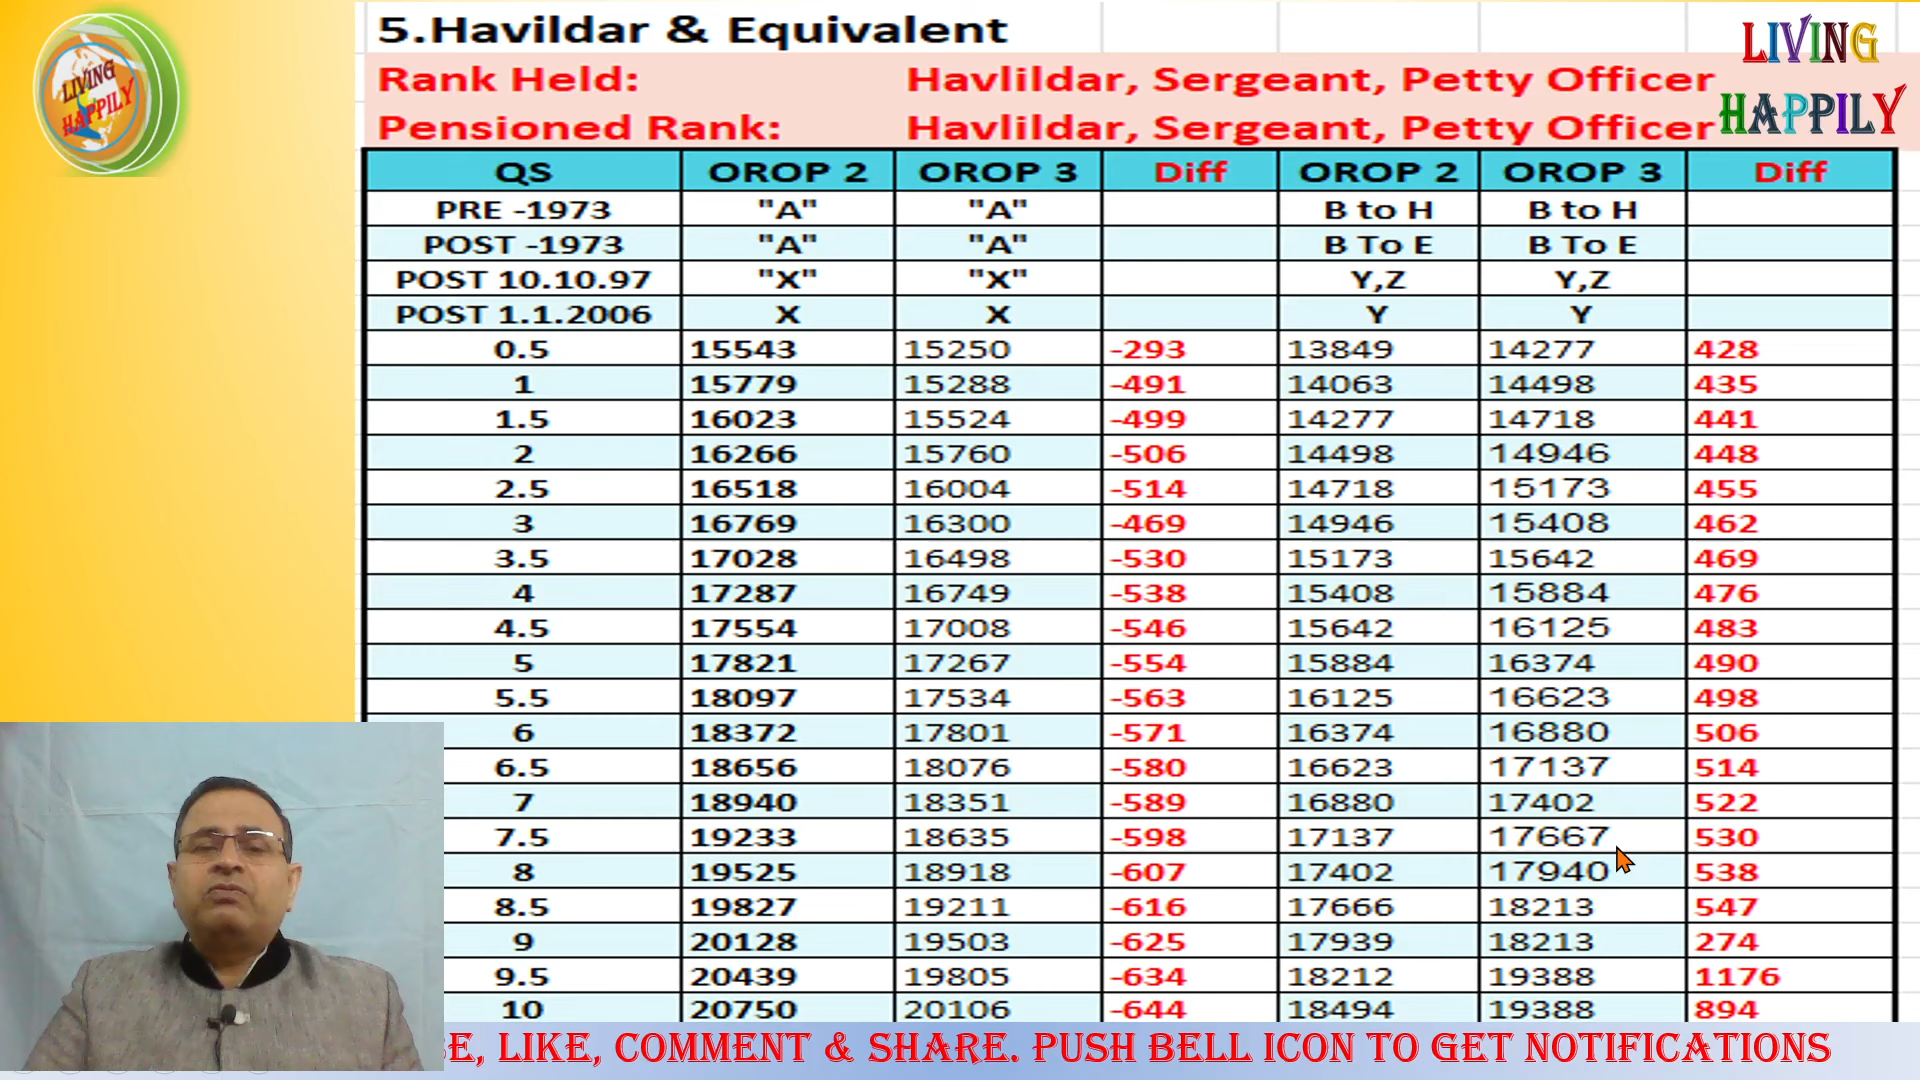 5.Havildar & Equivalent
LIVING
HAPPILY
LIVING
HAPPILY
Rank Held: Havlildar, Sergeant, Petty Officer
Pensioned Rank: Havlildar, Sergeant, Petty Officer
QS OROP 2 OROP 3 Diff OROP 2 OROP 3 Diff
PRE -1973 "A" "A" B to H B to H
POST -1973 "A" "A" B To E B To E
POST 10.10.97 "X" "X" Y,Z Y,Z
POST 1.1.2006 X X Y Y
0.5 15543 15250 -293 13849 14277 428
1 15779 15288 -491 14063 14498 435
1.5 16023 15524 -499 14277 14718 441
2 16266 15760 -506 14498 14946 448
2.5 16518 16004 -514 14718 15173 455
3 16769 16300 -469 14946 15408 462
3.5 17028 16498 -530 15173 15642 469
4 17287 16749 -538 15408 15884 476
4.5 17554 17008 -546 15642 16125 483
5 17821 17267 -554 15884 16374 490
5.5 18097 17534 -563 16125 16623 498
6 18372 17801 -571 16374 16880 506
6.5 18656 18076 -580 16623 17137 514
7 18940 18351 -589 16880 17402 522
7.5 19233 18635 -598 17137 17667 530
8 19525 18918 -607 17402 17940 538
8.5 19827 19211 -616 17666 18213 547
9 20128 19503 -625 17939 18213 274
9.5 20439 19805 -634 18212 19388 1176
10 20750 20106 -644 18494 19388 894
E, LIKE, COMMENT & SHARE. PUSH BELL ICON TO GET NOTIFICATIONS